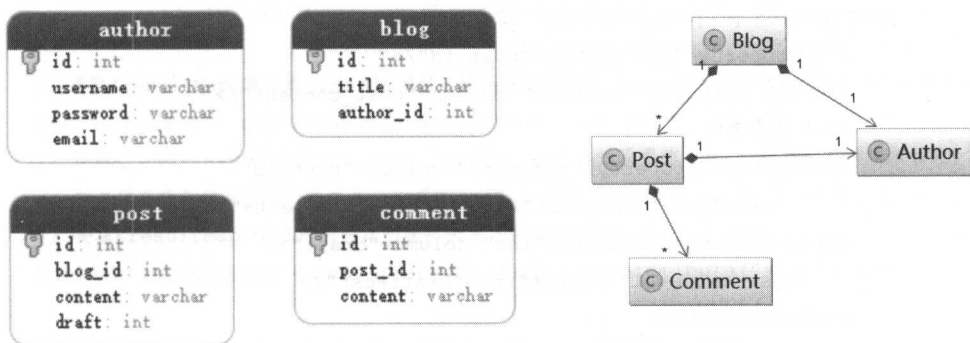 author
id: int
username: varchar
password: varchar
email: varchar
blog
id: int
title: varchar
author_id: int
post
id: int
blog_id: int
content: varchar
draft: int
comment
id: int
post_id: int
content: varchar
C Blog
1
1
*
1
C Post
1
1
C Author
1
*
C Comment